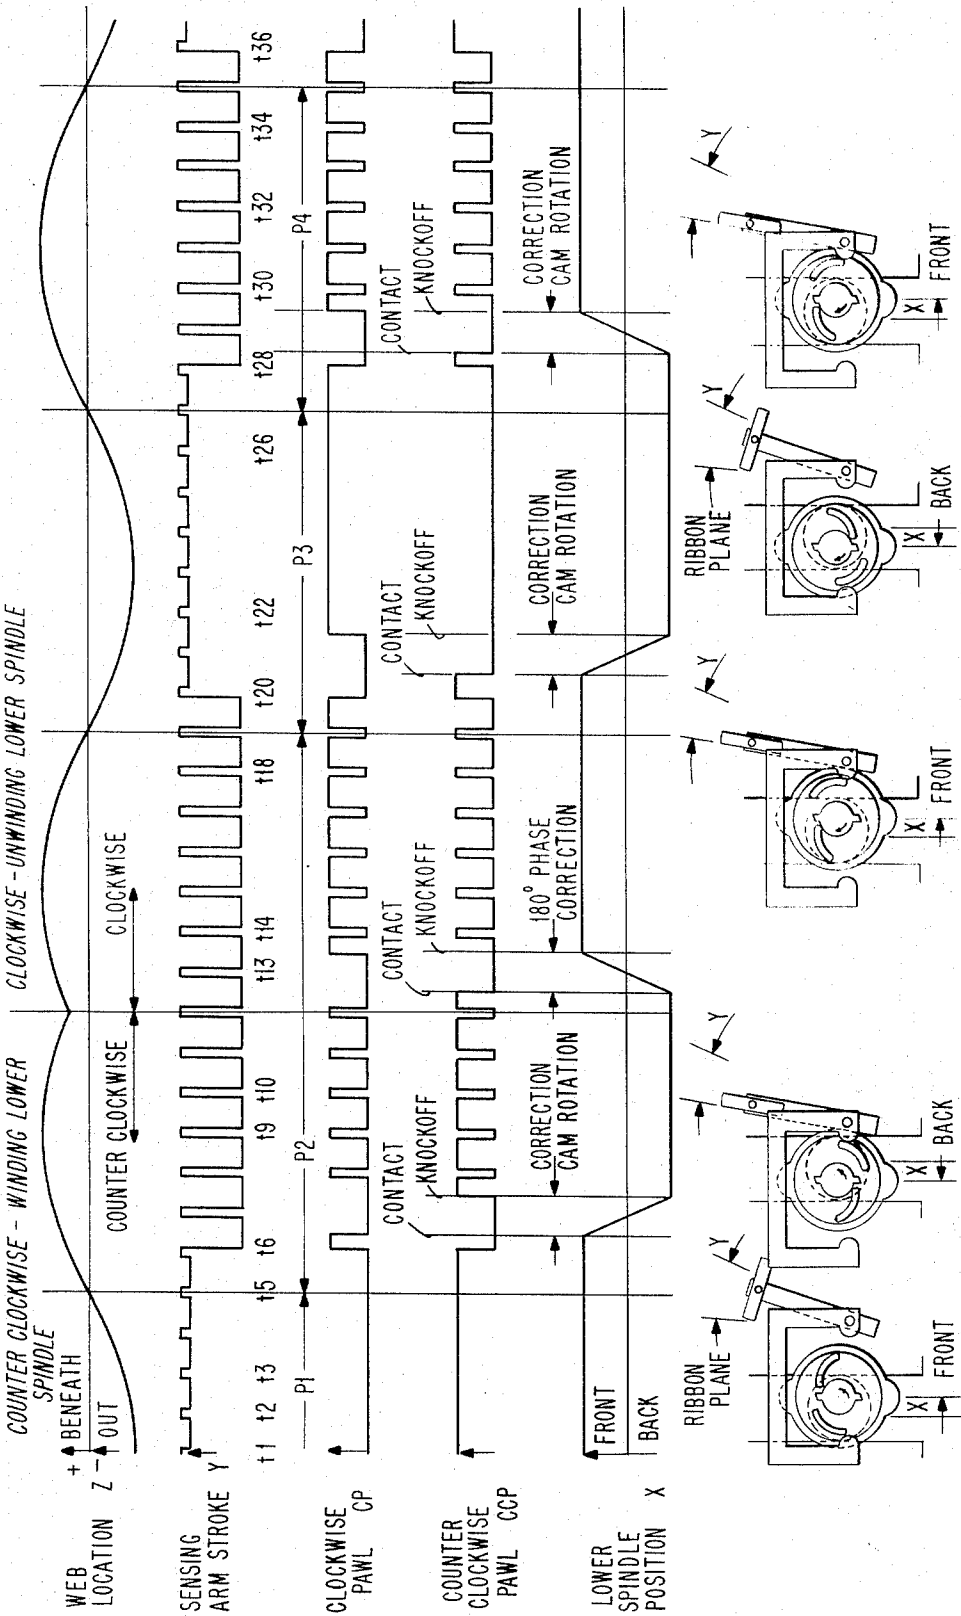 COUNTER CLOCKWISE - WINDING LOWER
SPINDLE
CLOCKWISE - UNWINDING LOWER SPINDLE
WEB
LOCATION Z
+
BENEATH
−
OUT
COUNTER CLOCKWISE
CLOCKWISE
SENSING
ARM STROKE Y
t1 t2 t3 t5 t6 t9 t10 t13 t14 t18 t20 t22 t26 t28 t30 t32 t34 t36
P1 P2 P3 P4
CLOCKWISE
PAWL CP
CONTACT
KNOCKOFF
CONTACT
KNOCKOFF
CONTACT
KNOCKOFF
CONTACT
KNOCKOFF
COUNTER
CLOCKWISE
PAWL CCP
CORRECTION
CAM ROTATION
180° PHASE
CORRECTION
CORRECTION
CAM ROTATION
CORRECTION
CAM ROTATION
LOWER
SPINDLE
POSITION X
FRONT
BACK
RIBBON
PLANE
Y
X
FRONT
Y
X
BACK
Y
X
FRONT
RIBBON
PLANE
Y
X
BACK
Y
X
FRONT